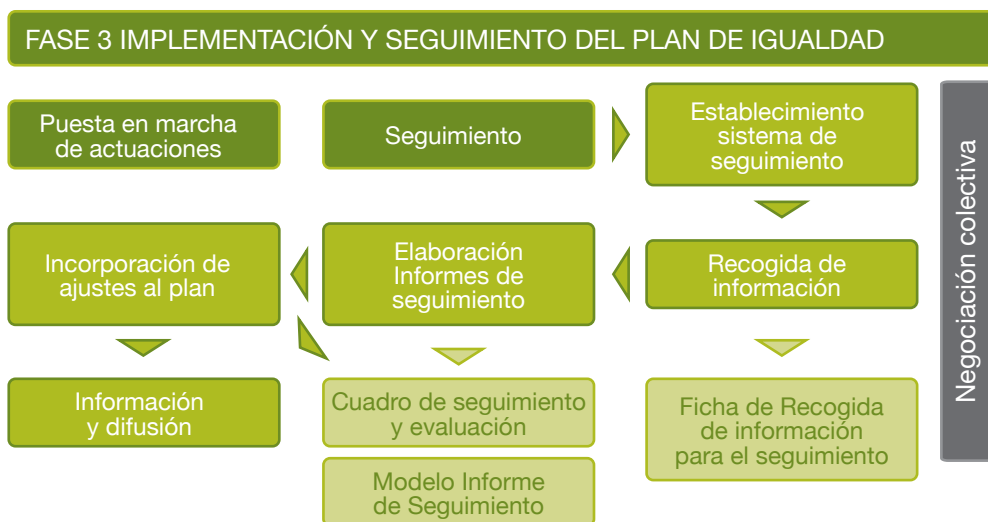 FASE 3 IMPLEMENTACIÓN Y SEGUIMIENTO DEL PLAN DE IGUALDAD
Puesta en marcha
de actuaciones
Seguimiento
Establecimiento
sistema de
seguimiento
Incorporación de
ajustes al plan
Elaboración
Informes de
seguimiento
Recogida de
información
Información
y difusión
Cuadro de seguimiento
y evaluación
Ficha de Recogida
de información
para el seguimiento
Modelo Informe
de Seguimiento
Negociación colectiva